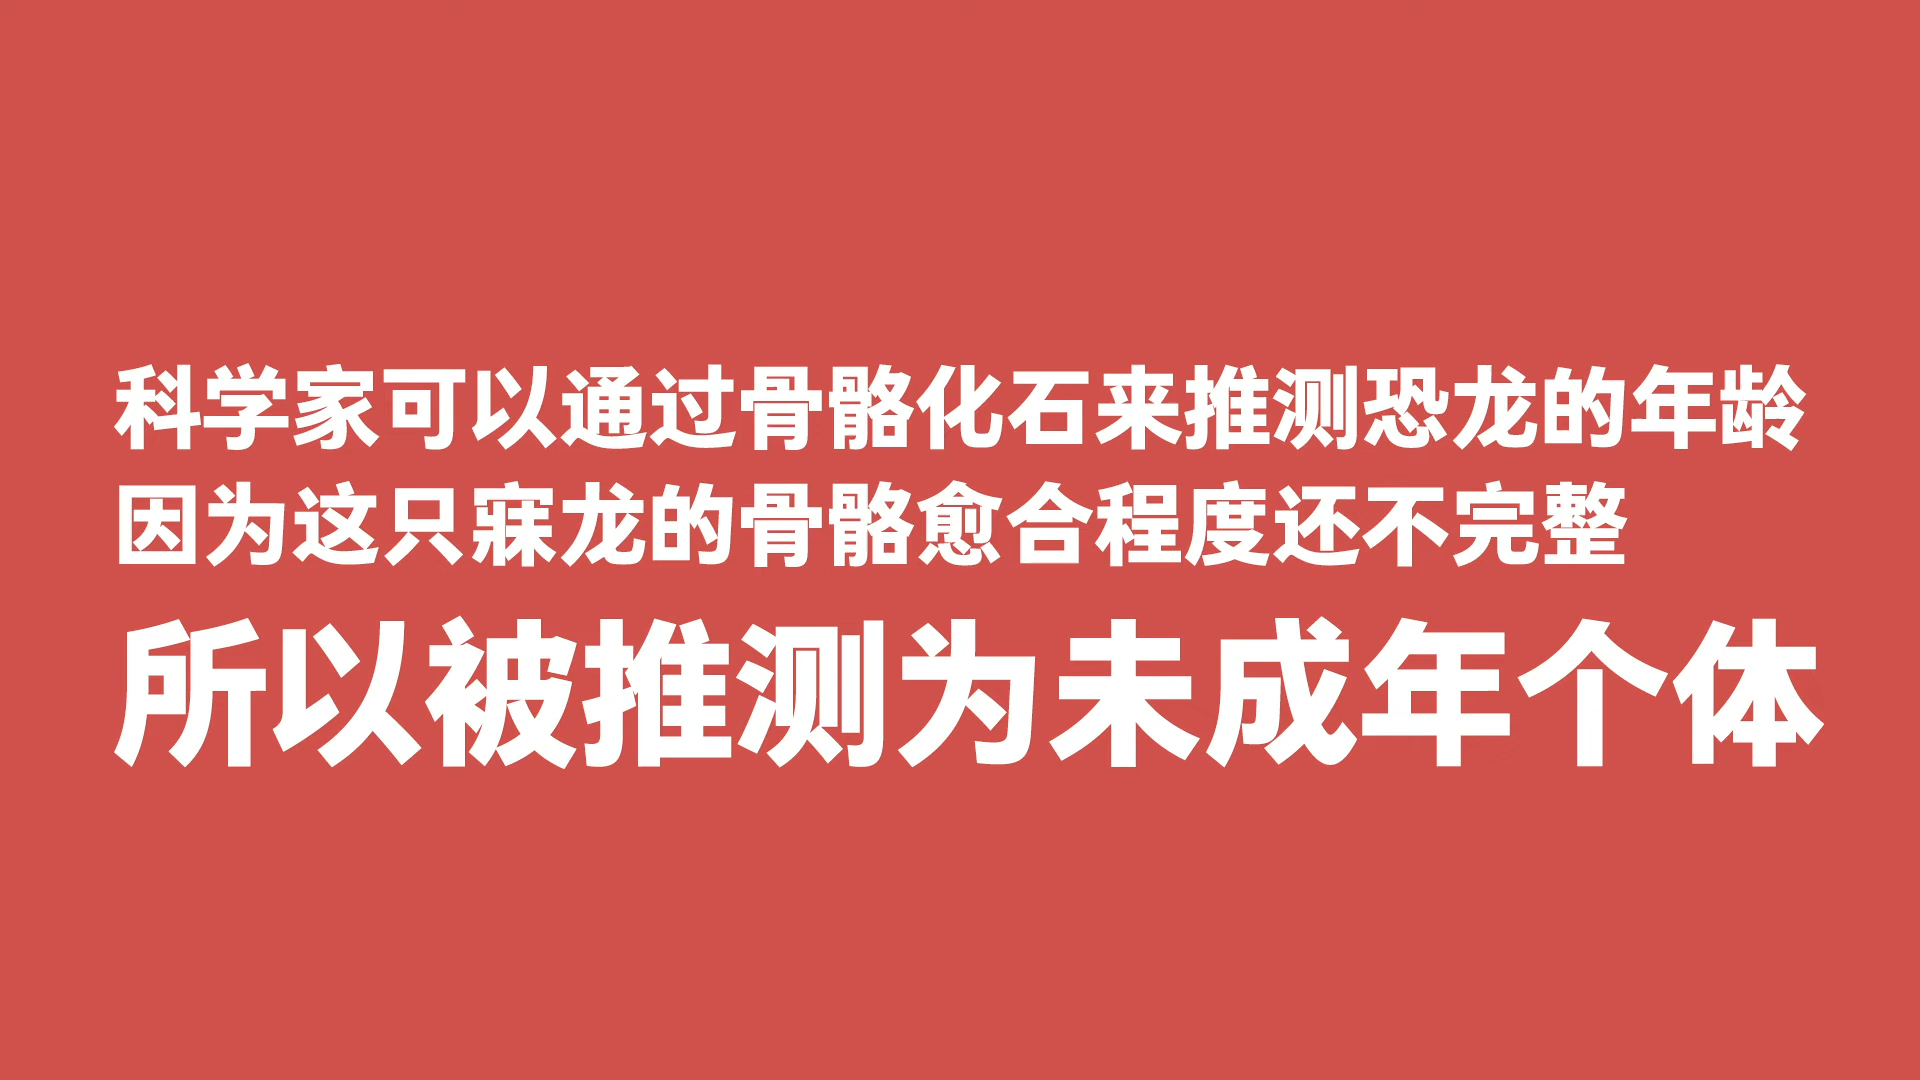 科学家可以通过骨骼化石来推测恐龙的年龄
因为这只寐龙的骨骼愈合程度还不完整
所以被推测为未成年个体